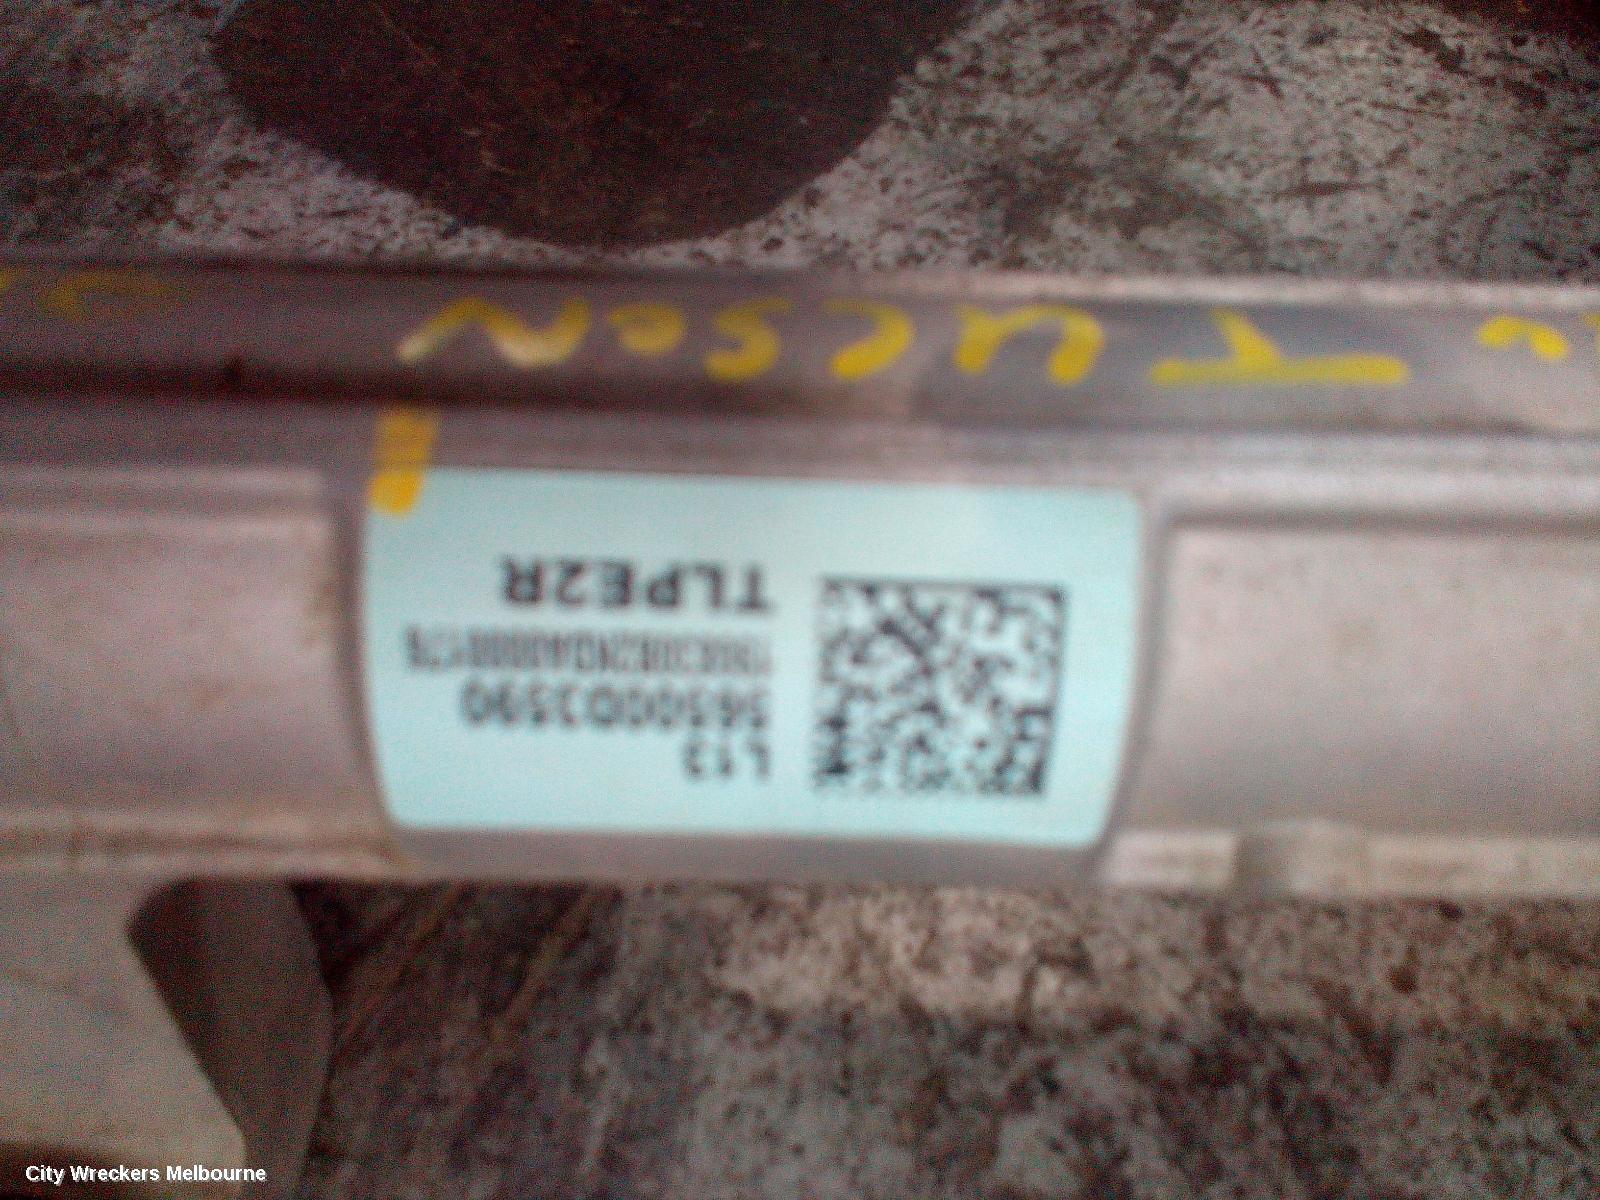 TUCSON
L13
56500D3590
TLPE2R
City Wreckers Melbourne